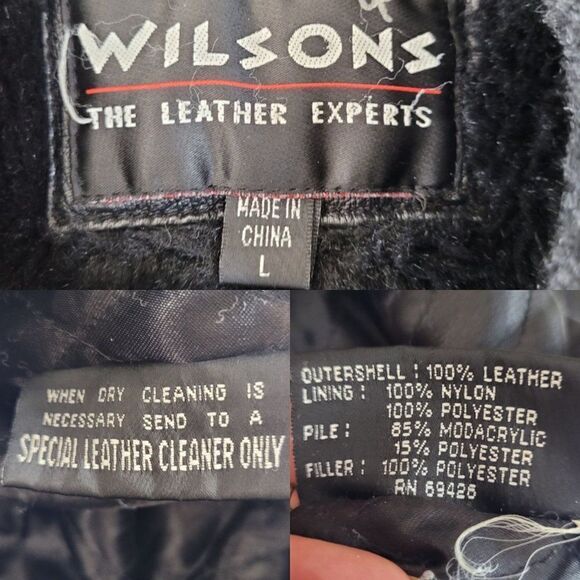 WILSONS
THE LEATHER EXPERTS
MADE IN
CHINA
L
WHEN DRY CLEANING IS
NECESSARY SEND TO A
SPECIAL LEATHER CLEANER ONLY
OUTERSHELL: 100% LEATHER
LINING: 100% NYLON
100% POLYESTER
PILE: 85% MODACRYLIC
15% POLYESTER
FILLER: 100% POLYESTER
RN 69426